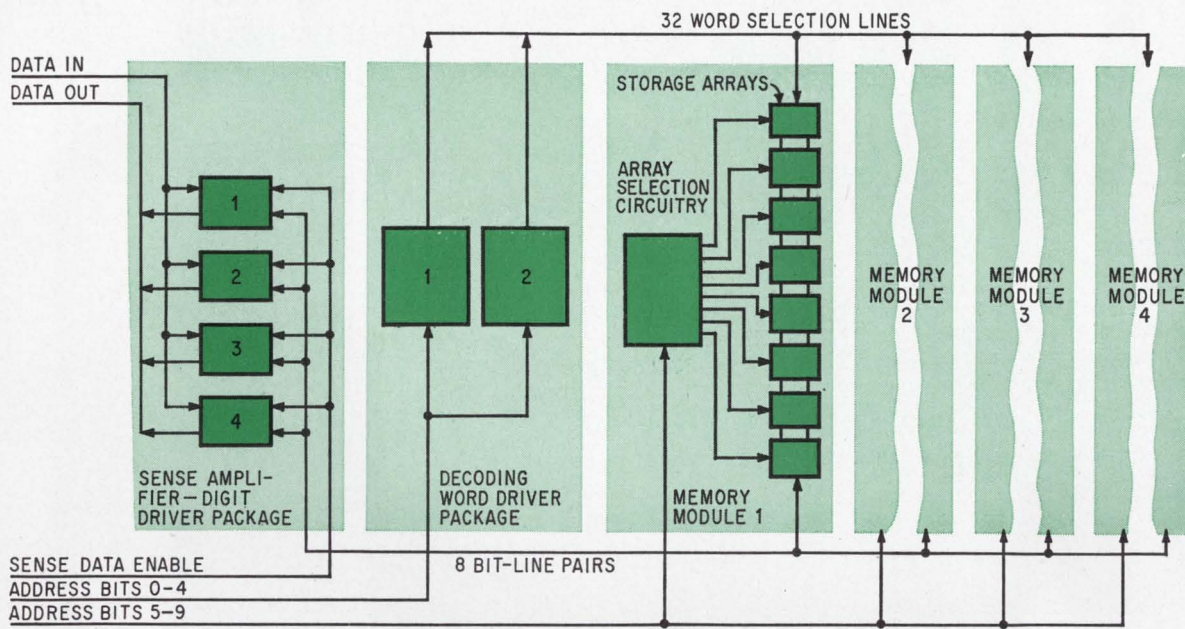 32 WORD SELECTION LINES
DATA IN
DATA OUT
STORAGE ARRAYS
ARRAY
SELECTION
CIRCUITRY
1
2
3
4
1
2
MEMORY
MODULE
2
MEMORY
MODULE
3
MEMORY
MODULE
4
SENSE AMPLI-
FIER—DIGIT
DRIVER PACKAGE
DECODING
WORD DRIVER
PACKAGE
MEMORY
MODULE 1
SENSE DATA ENABLE
8 BIT-LINE PAIRS
ADDRESS BITS 0-4
ADDRESS BITS 5-9